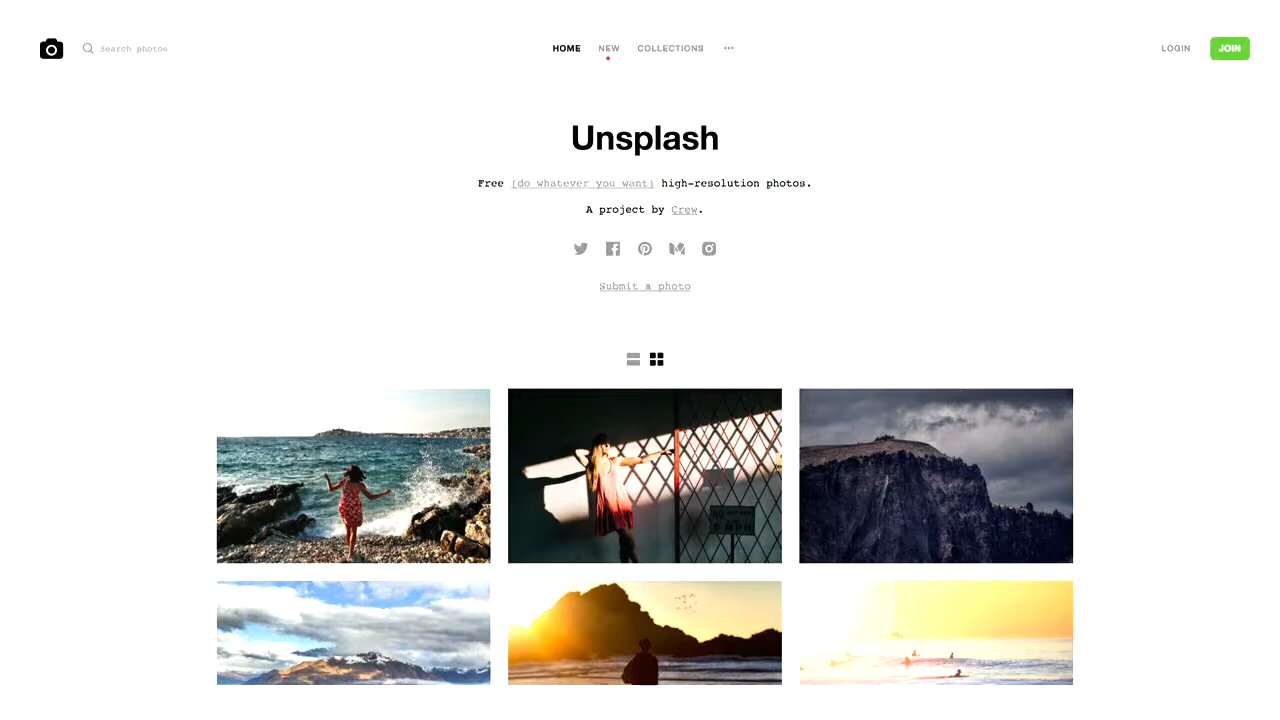 Search photos
HOME NEW COLLECTIONS
LOGIN JOIN
Unsplash
Free (do whatever you want) high-resolution photos.
A project by Crew.
Submit a photo